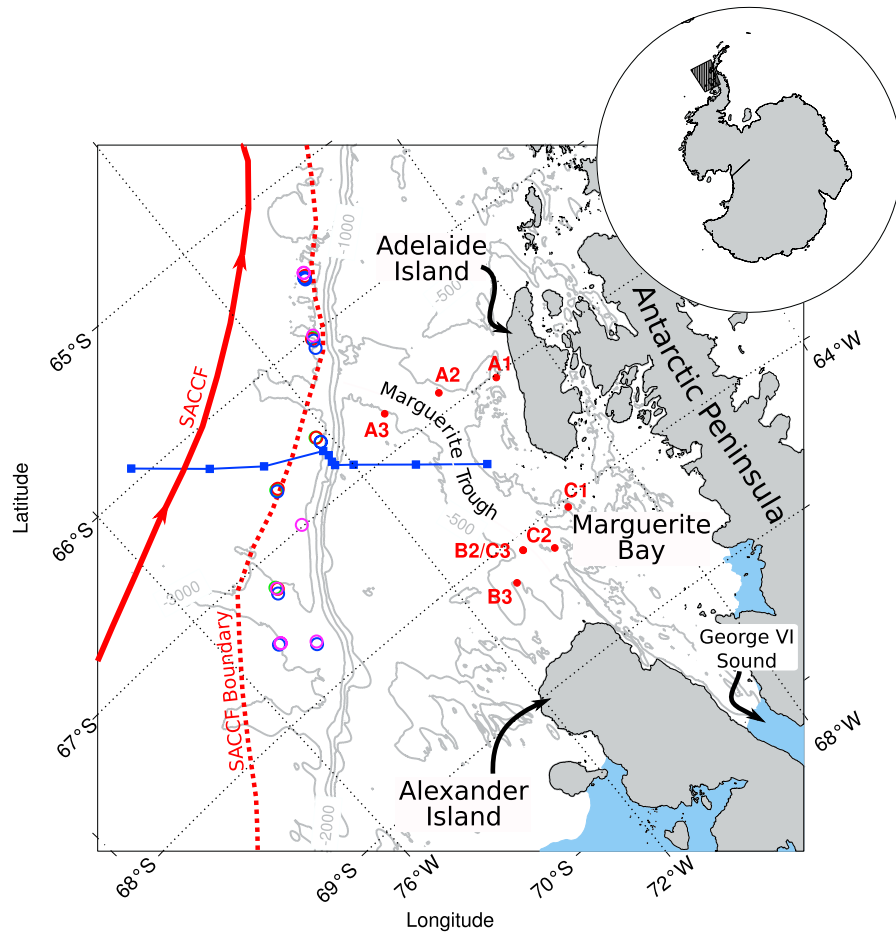 -1000
Adelaide
Island
-500
Antarctic Peninsula
65°S
64°W
SACCF
A1
A2
A3
Marguerite
Trough
Latitude
C1
-500
C2
Marguerite
Bay
66°S
B2/C3
B3
-3000
SACCF Boundary
George VI
Sound
67°S
68°W
Alexander
Island
-2000
68°S
69°S
76°W
70°S
72°W
Longitude